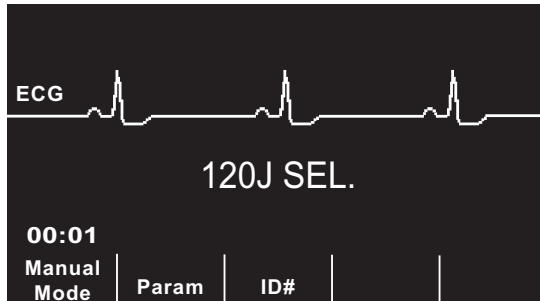 ECG
120J SEL.
00:01
Manual
Mode
Param
ID#